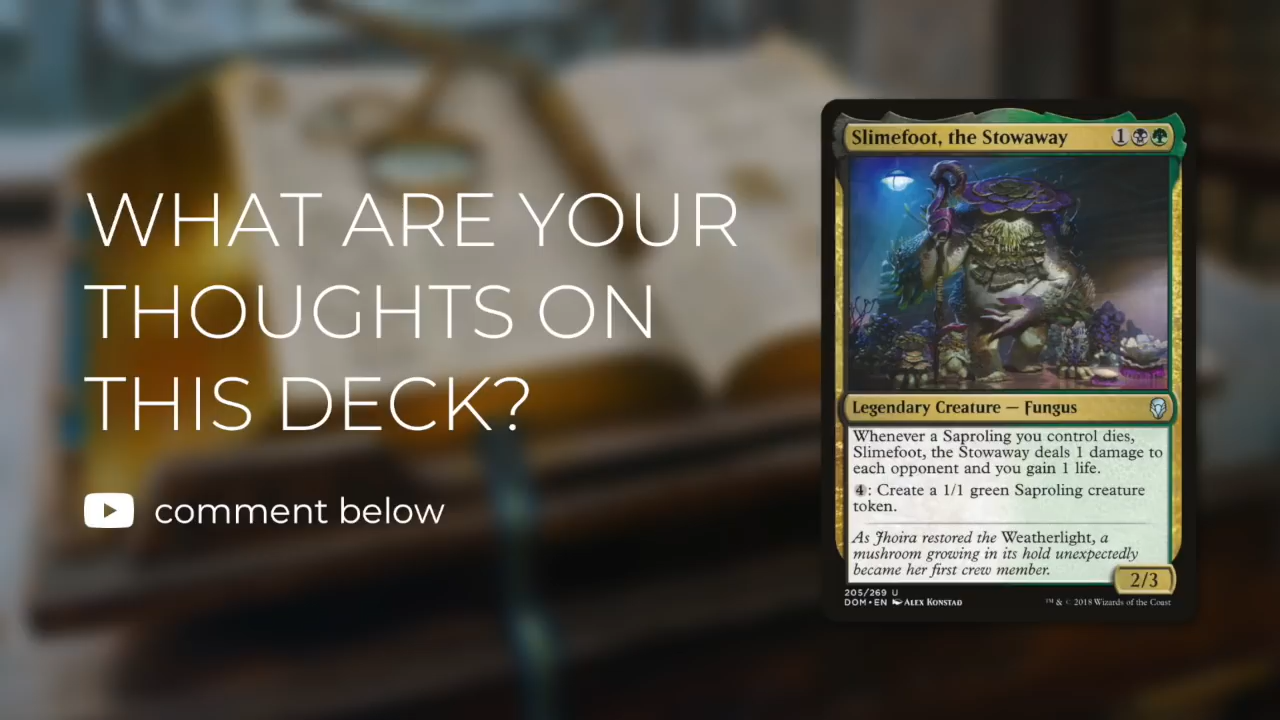 WHAT ARE YOUR
THOUGHTS ON
THIS DECK?
comment below
Slimefoot, the Stowaway 1
Legendary Creature — Fungus
Whenever a Saproling you control dies,
Slimefoot, the Stowaway deals 1 damage to
each opponent and you gain 1 life.
4: Create a 1/1 green Saproling creature
token.
As Jhoira restored the Weatherlight, a
mushroom growing in its hold unexpectedly
became her first crew member.
2/3
205/269 U
DOM • EN ALEX KONSTAD
™ & © 2018 Wizards of the Coast